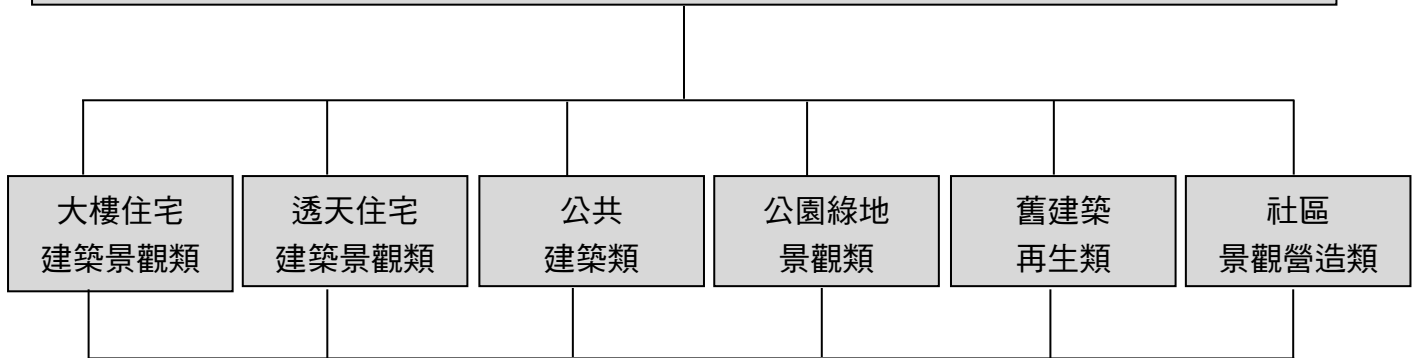 大樓住宅
建築景觀類
透天住宅
建築景觀類
公共
建築類
公園綠地
景觀類
舊建築
再生類
社區
景觀營造類